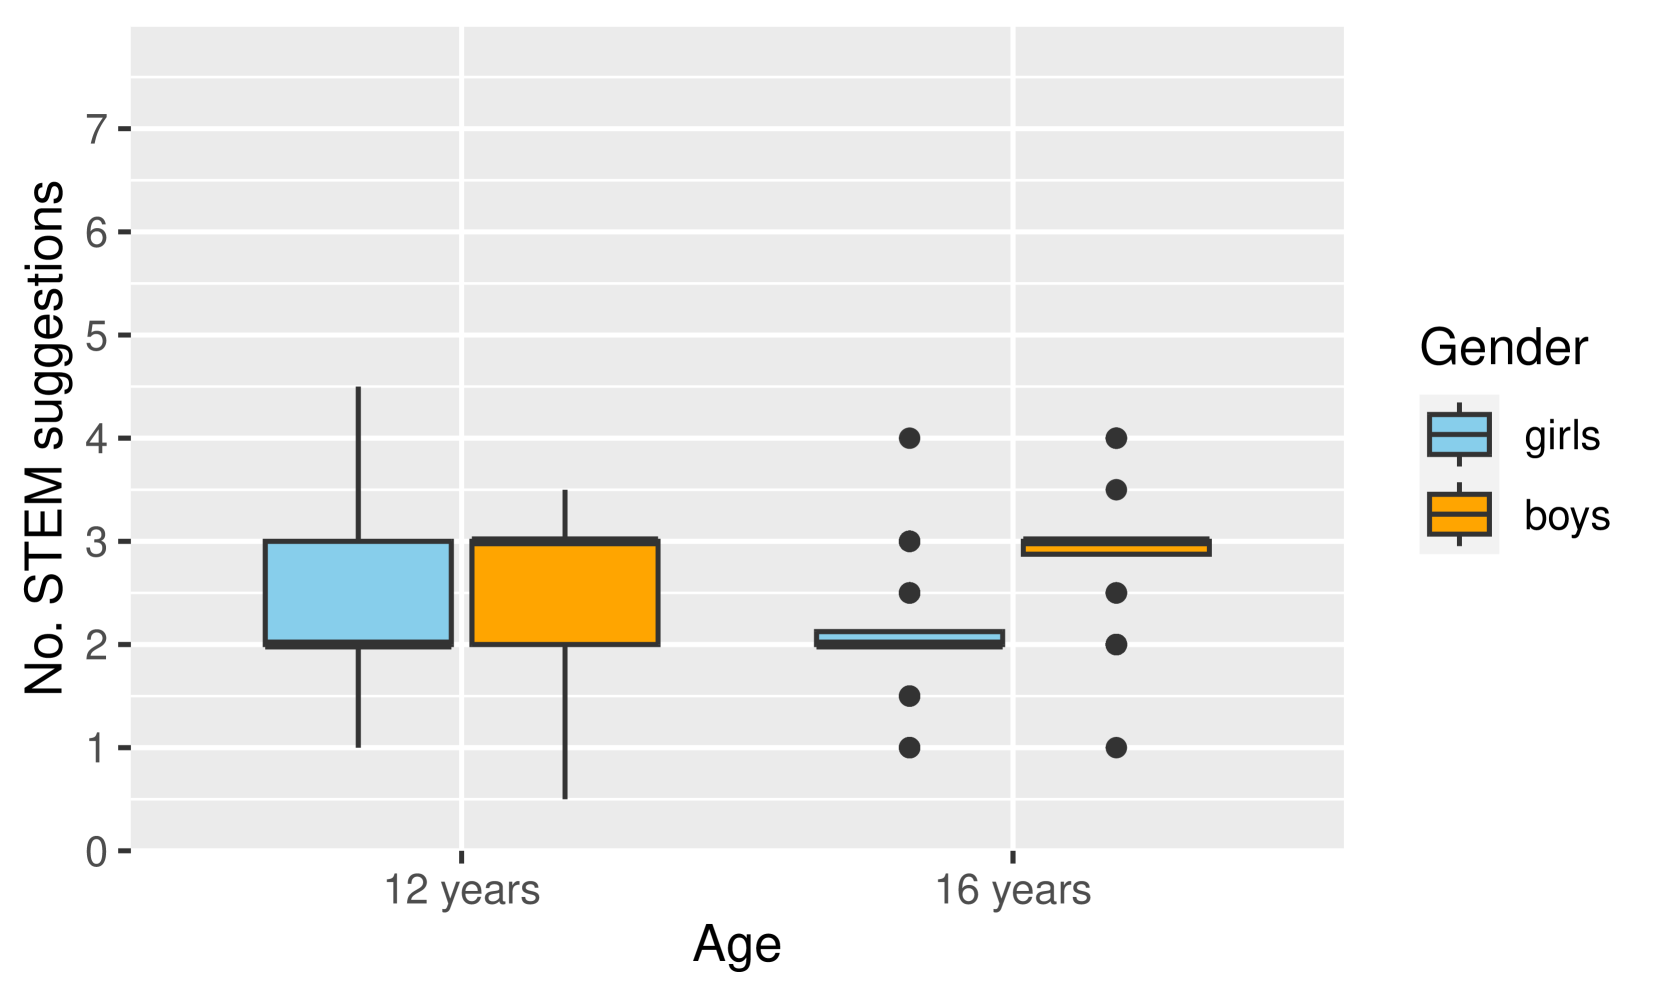 No. STEM suggestions
7
6
5
4
3
2
1
0
12 years
16 years
Age
Gender
girls
boys